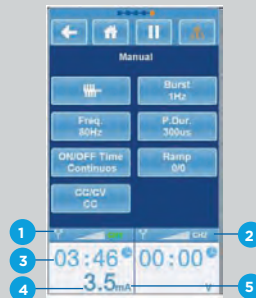 Manual
Burst
1Hz
Freq.
80Hz
P.Dur.
300us
ON/OFF Time
Continuos
Ramp
0/0
CC/CV
CC
1
CH2
2
3
03:46
00:00
4
3.5mA
V
5